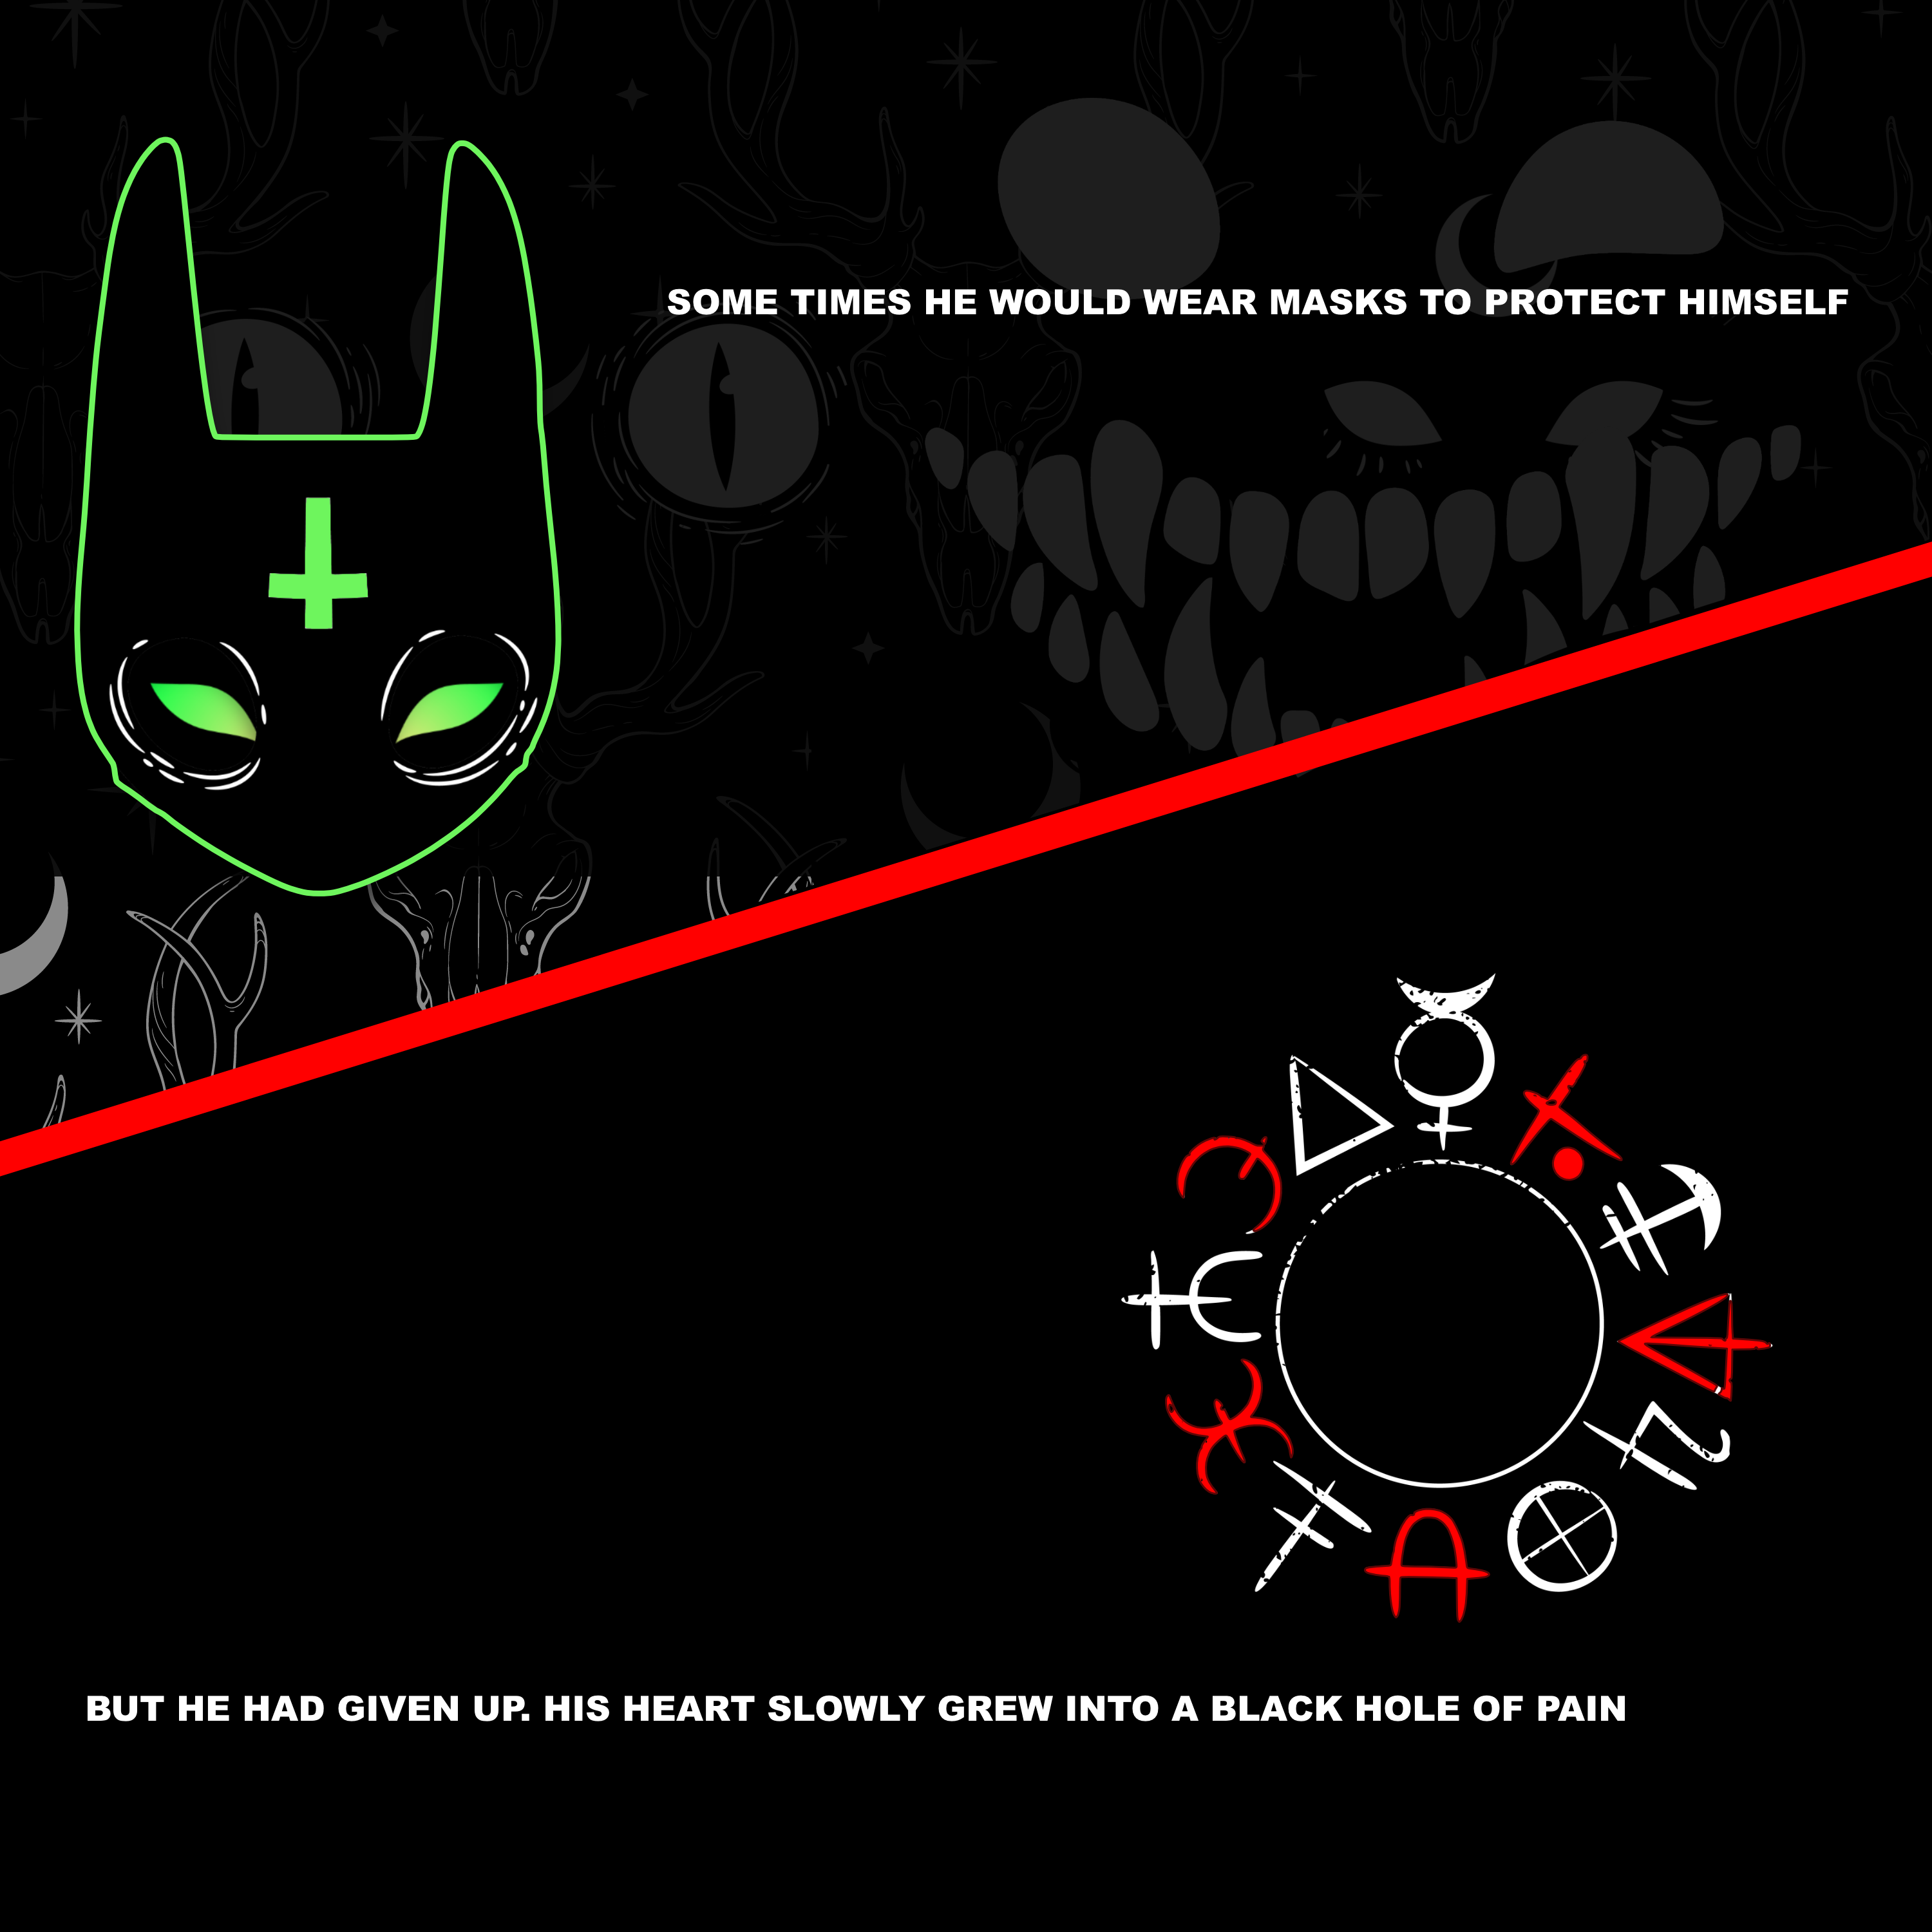 SOME TIMES HE WOULD WEAR MASKS TO PROTECT HIMSELF
BUT HE HAD GIVEN UP. HIS HEART SLOWLY GREW INTO A BLACK HOLE OF PAIN